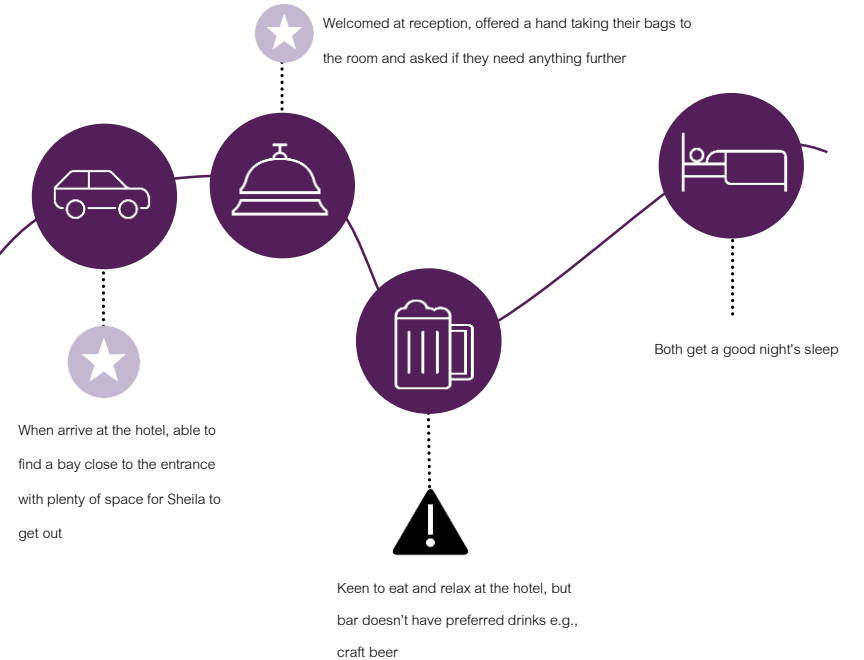 Welcomed at reception, offered a hand taking their bags to
the room and asked if they need anything further
When arrive at the hotel, able to
find a bay close to the entrance
with plenty of space for Sheila to
get out
Keen to eat and relax at the hotel, but
bar doesn't have preferred drinks e.g.,
craft beer
Both get a good night's sleep